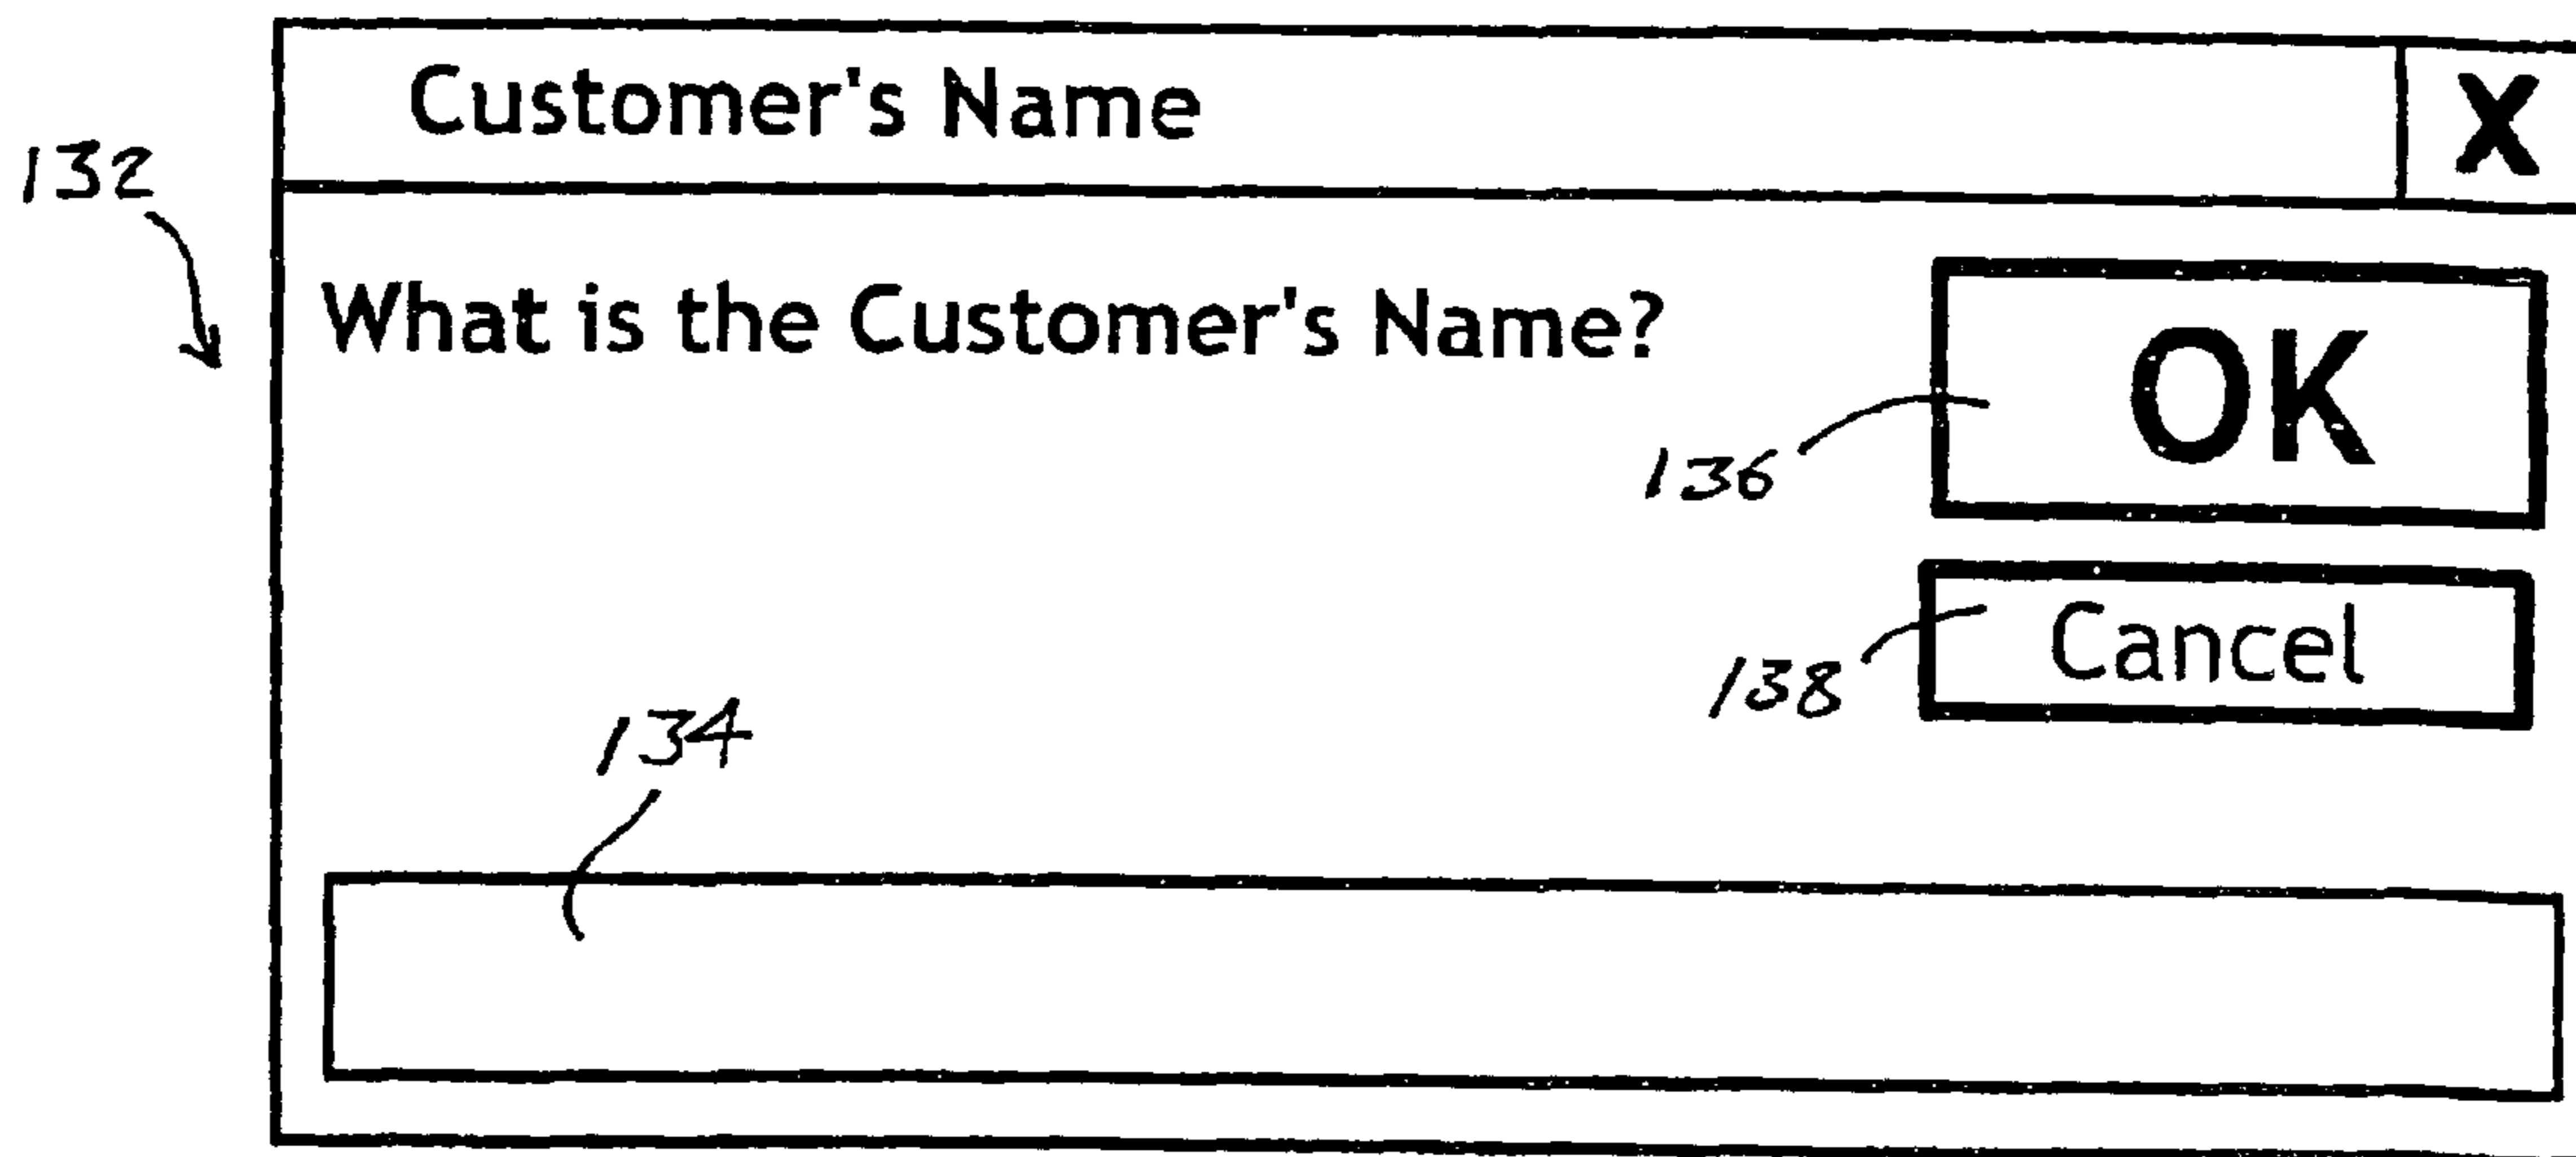 Customer's Name X
132
What is the Customer's Name?
OK
136
Cancel
138
134